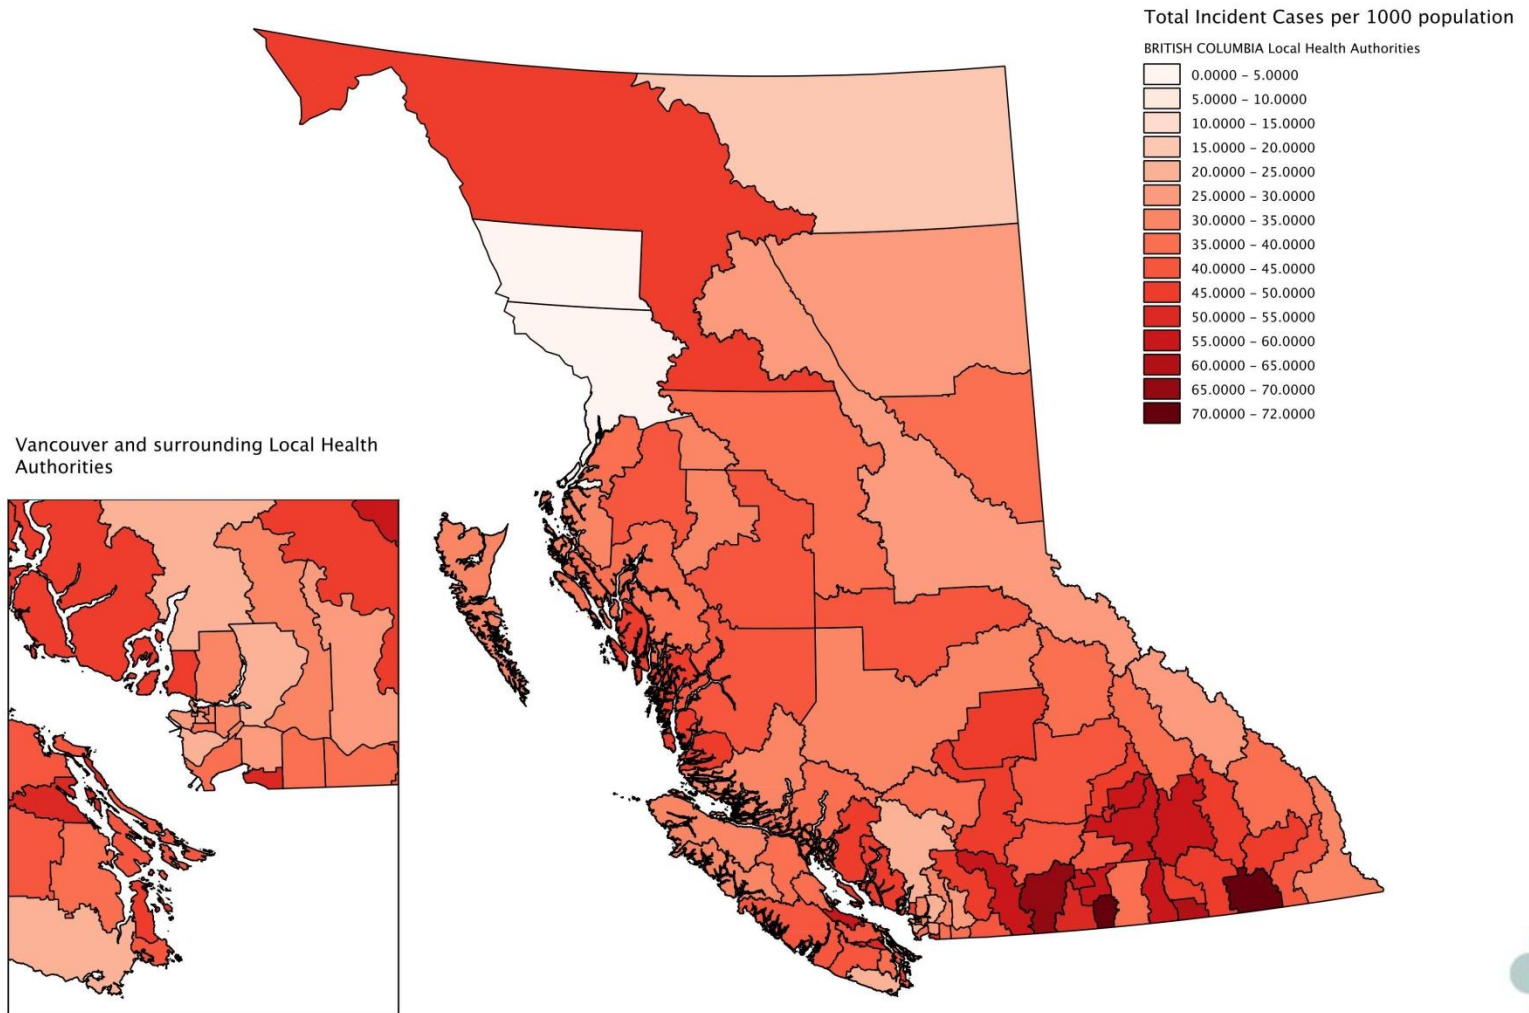 Total Incident Cases per 1000 population
BRITISH COLUMBIA Local Health Authorities
0.0000 – 5.0000
5.0000 – 10.0000
10.0000 – 15.0000
15.0000 – 20.0000
20.0000 – 25.0000
25.0000 – 30.0000
30.0000 – 35.0000
35.0000 – 40.0000
40.0000 – 45.0000
45.0000 – 50.0000
50.0000 – 55.0000
55.0000 – 60.0000
60.0000 – 65.0000
65.0000 – 70.0000
70.0000 – 72.0000
Vancouver and surrounding Local Health
Authorities